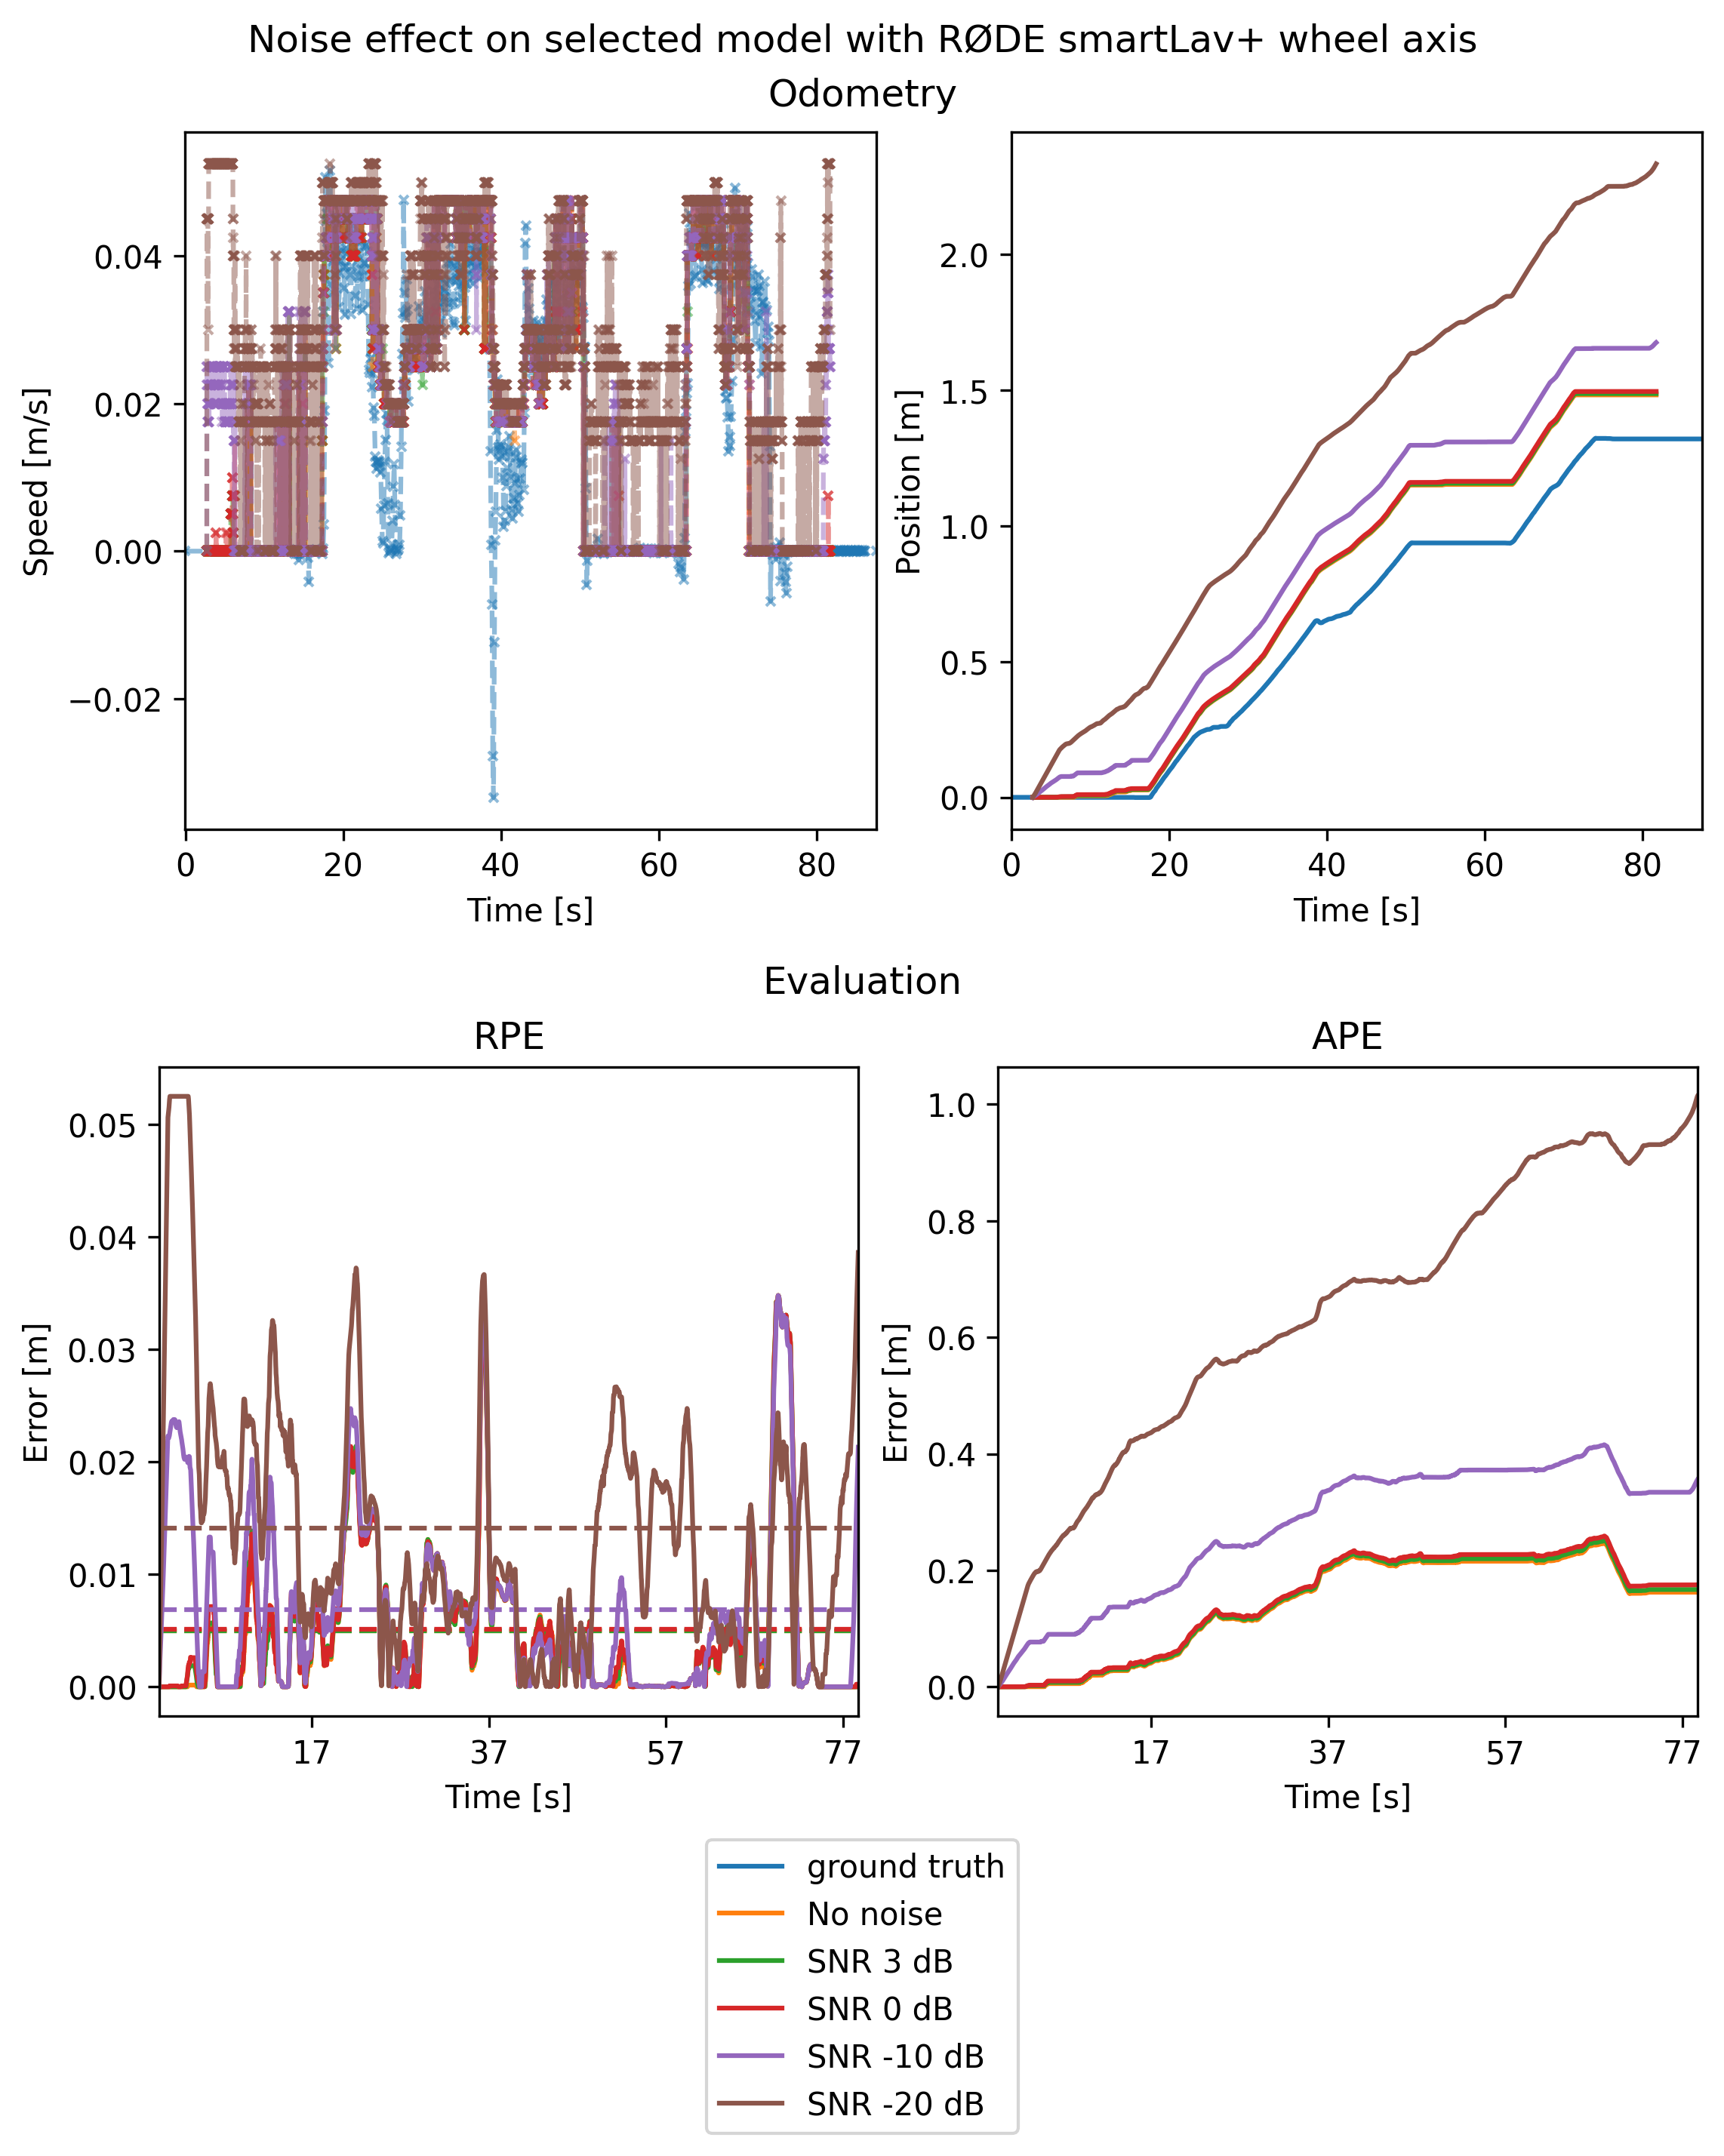 Noise effect on selected model with RØDE smartLav+ wheel axis
Odometry
Speed [m/s]
0.04
0.02
0.00
−0.02
0
20
40
60
80
Time [s]
Position [m]
2.0
1.5
1.0
0.5
0.0
0
20
40
60
80
Time [s]
Evaluation
RPE
Error [m]
0.05
0.04
0.03
0.02
0.01
0.00
17
37
57
77
Time [s]
APE
Error [m]
1.0
0.8
0.6
0.4
0.2
0.0
17
37
57
77
Time [s]
ground truth
No noise
SNR 3 dB
SNR 0 dB
SNR -10 dB
SNR -20 dB